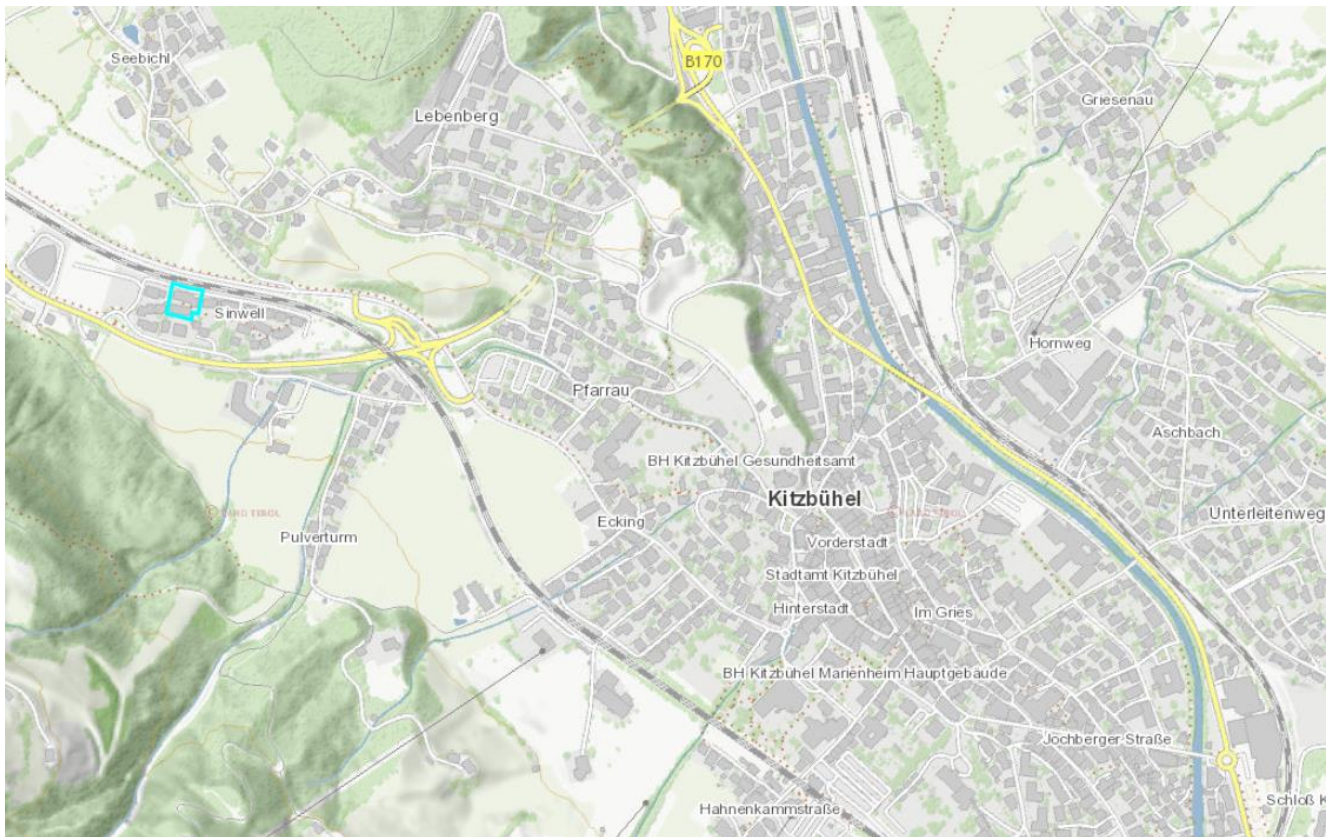 Seebichl
B170
Griesenau
Lebenberg
Sinwell
Hornweg
Pfarrau
Aschbach
BH Kitzbühel Gesundheitsamt
Kitzbühel
Ecking
Unterleitenweg
Pulverturm
Vorderstadt
Stadtamt Kitzbühel
Hinterstadt
Im Gries
BH Kitzbühel Marienheim Hauptgebäude
Jochberger Straße
Hahnenkammstraße
Schloß K